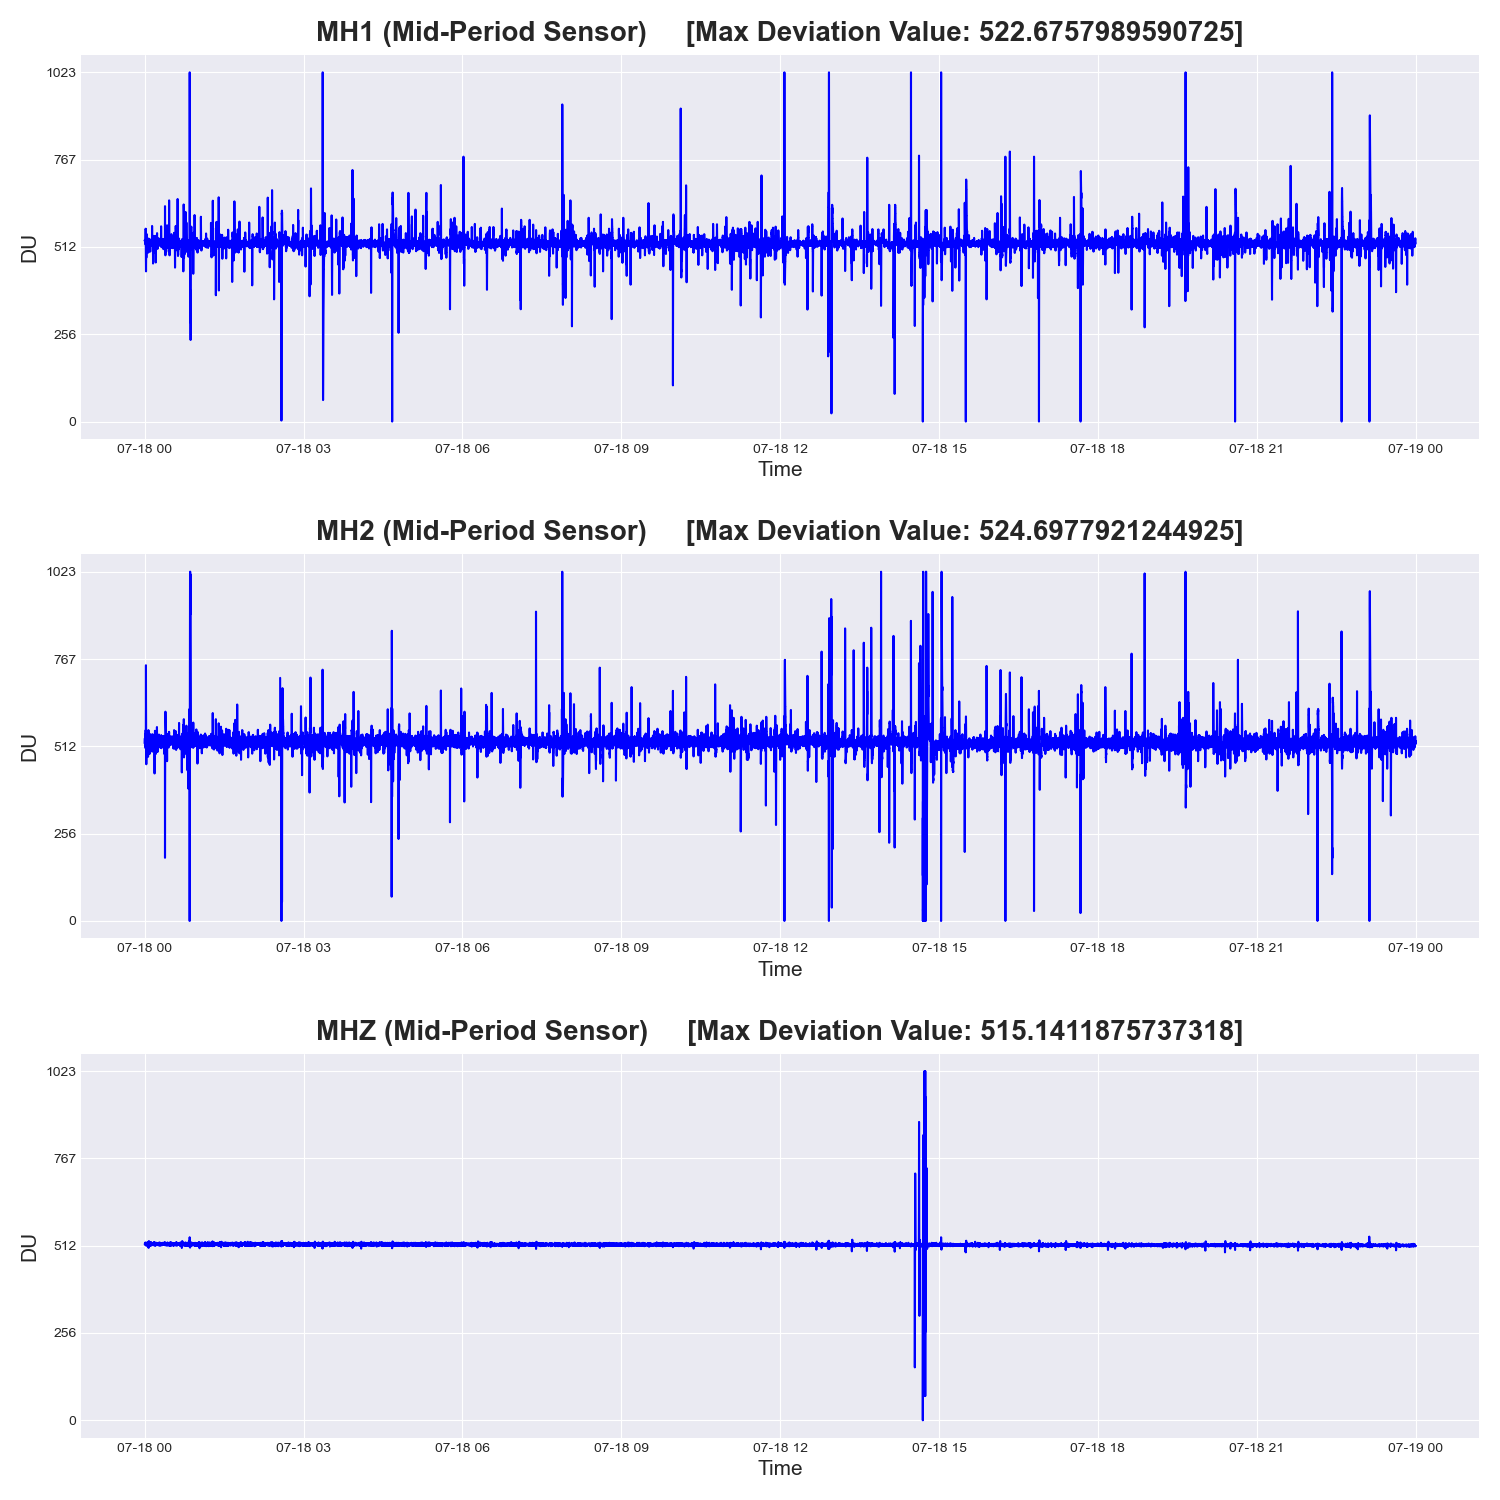 MH1 (Mid-Period Sensor) [Max Deviation Value: 522.6757989590725]
1023
767
512
256
0
DU
07-18 00 07-18 03 07-18 06 07-18 09 07-18 12 07-18 15 07-18 18 07-18 21 07-19 00
Time
MH2 (Mid-Period Sensor) [Max Deviation Value: 524.6977921244925]
1023
767
512
256
0
DU
07-18 00 07-18 03 07-18 06 07-18 09 07-18 12 07-18 15 07-18 18 07-18 21 07-19 00
Time
MHZ (Mid-Period Sensor) [Max Deviation Value: 515.1411875737318]
1023
767
512
256
0
DU
07-18 00 07-18 03 07-18 06 07-18 09 07-18 12 07-18 15 07-18 18 07-18 21 07-19 00
Time